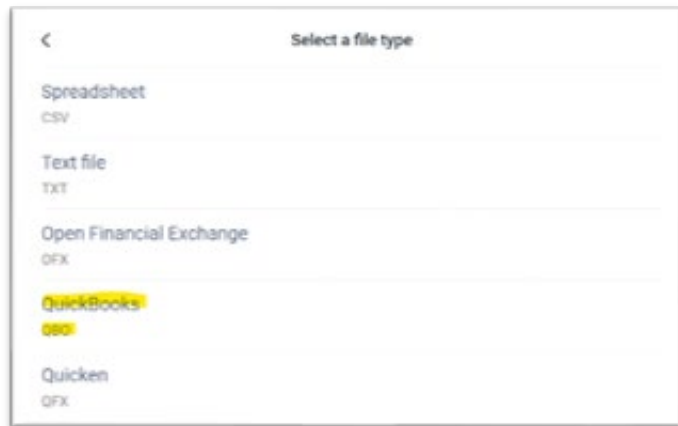 Select a file type
Spreadsheet
CSV
Text file
TXT
Open Financial Exchange
OFX
QuickBooks
QBO
Quicken
QFX